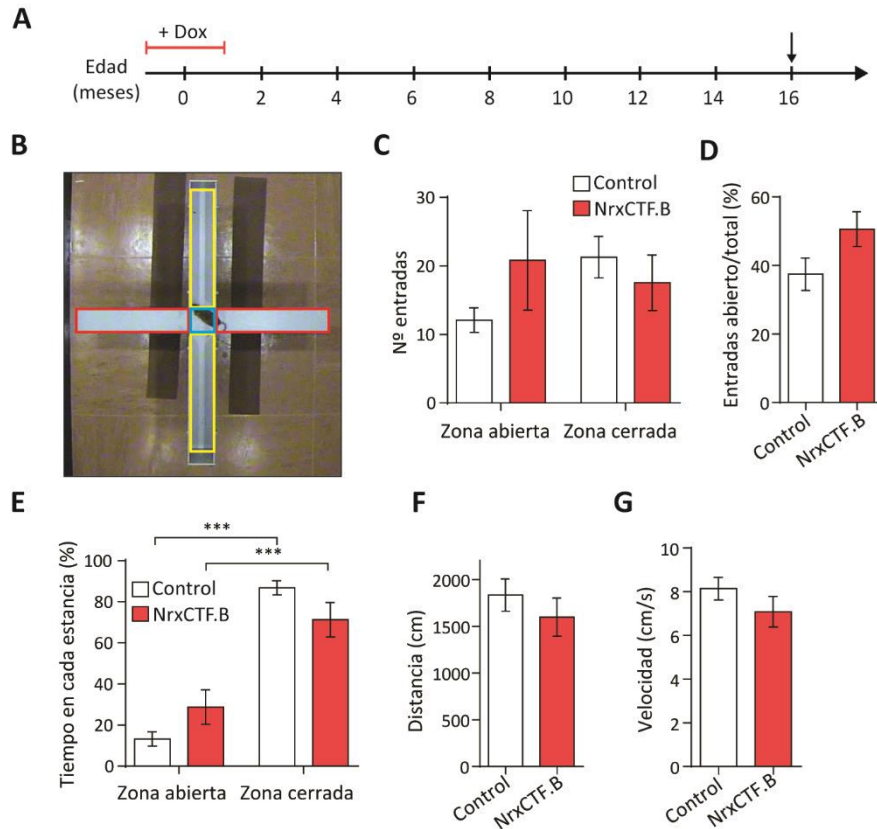 A
+ Dox
Edad
(meses)
0 2 4 6 8 10 12 14 16
B
C
Nº entradas
30
20
10
0
Control
NrxCTF.B
Zona abierta Zona cerrada
D
Entradas abierto/total (%)
60
40
20
0
Control
NrxCTF.B
E
Tiempo en cada estancia (%)
100
80
60
40
20
0
*** 
***
Control
NrxCTF.B
Zona abierta Zona cerrada
F
Distancia (cm)
2000
1500
1000
500
0
Control
NrxCTF.B
G
Velocidad (cm/s)
10
8
6
4
2
0
Control
NrxCTF.B